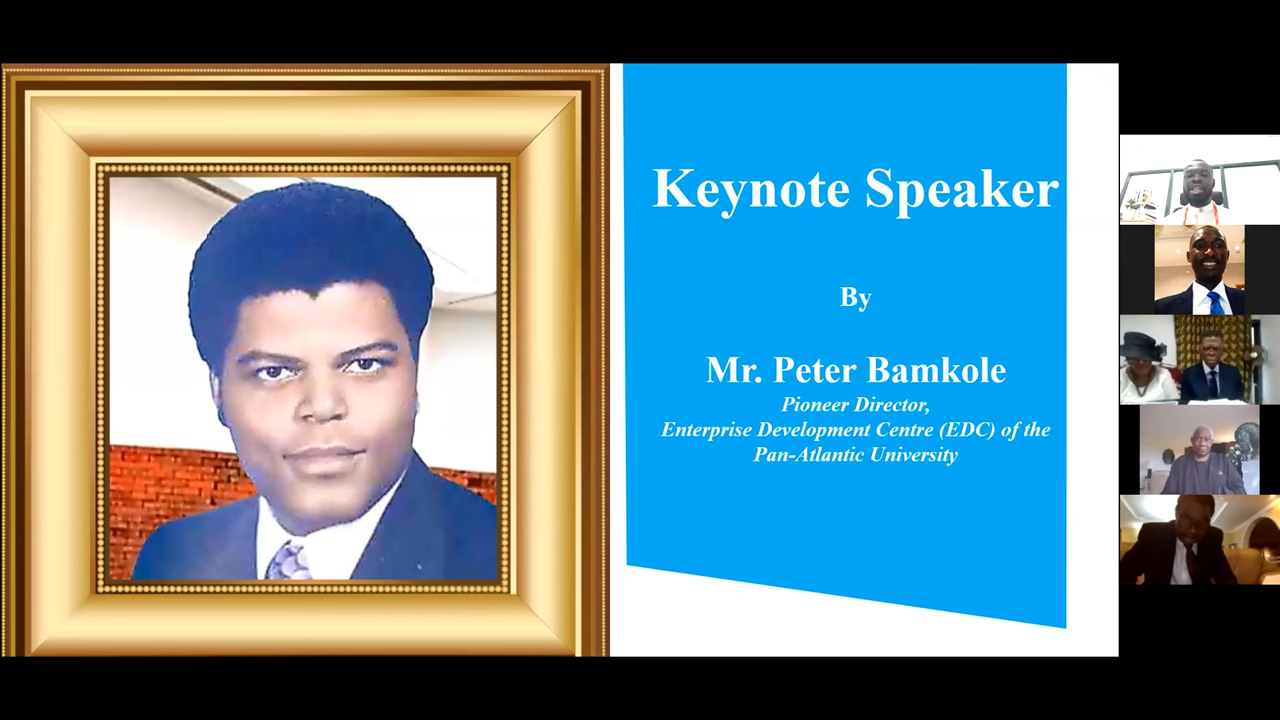 Keynote Speaker
By
Mr. Peter Bamkole
Pioneer Director,
Enterprise Development Centre (EDC) of the
Pan-Atlantic University